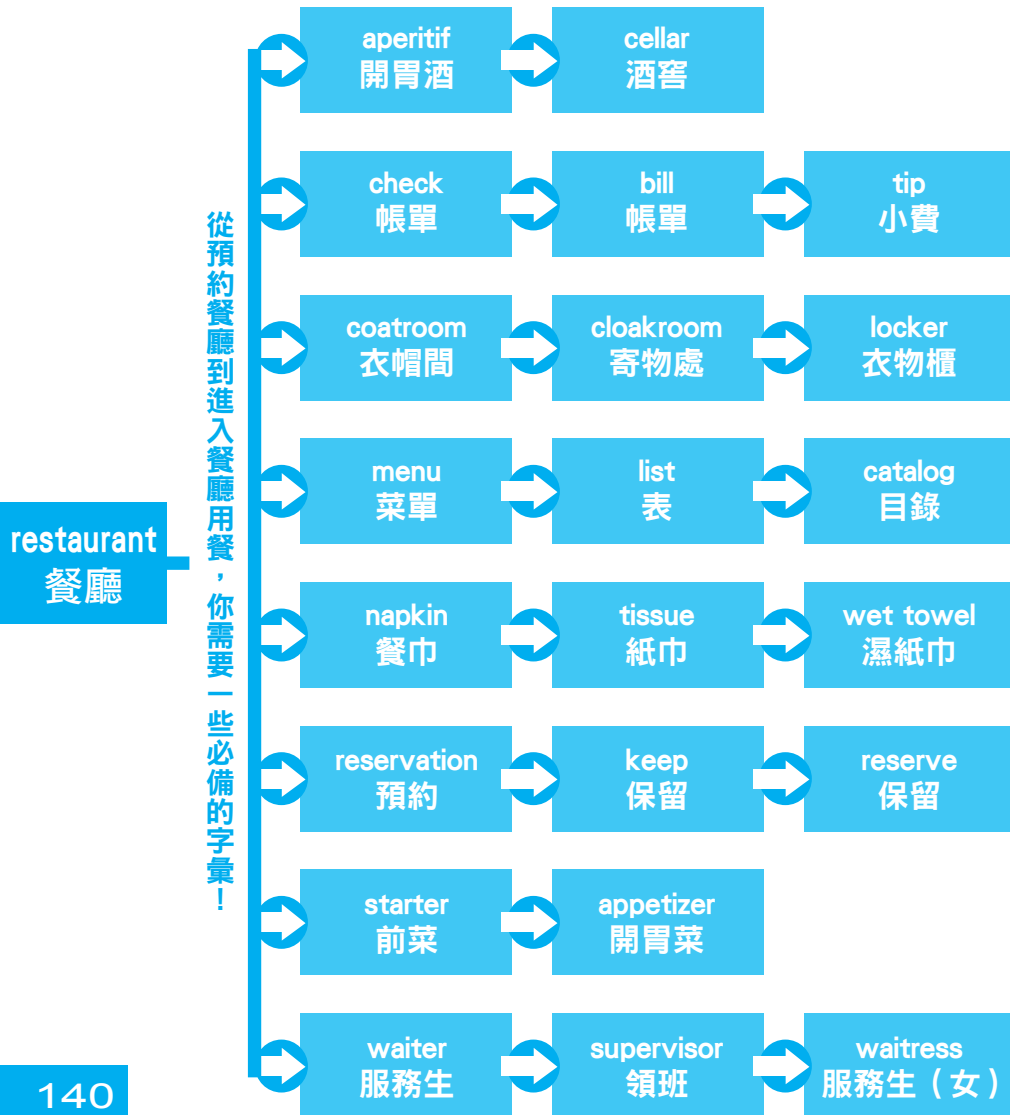 restaurant
餐廳
從預約餐廳到進入餐廳用餐，你需要一些必備的字彙！
aperitif
開胃酒
cellar
酒窖
check
帳單
bill
帳單
tip
小費
coatroom
衣帽間
cloakroom
寄物處
locker
衣物櫃
menu
菜單
list
表
catalog
目錄
napkin
餐巾
tissue
紙巾
wet towel
濕紙巾
reservation
預約
keep
保留
reserve
保留
starter
前菜
appetizer
開胃菜
waiter
服務生
supervisor
領班
waitress
服務生（女）
140